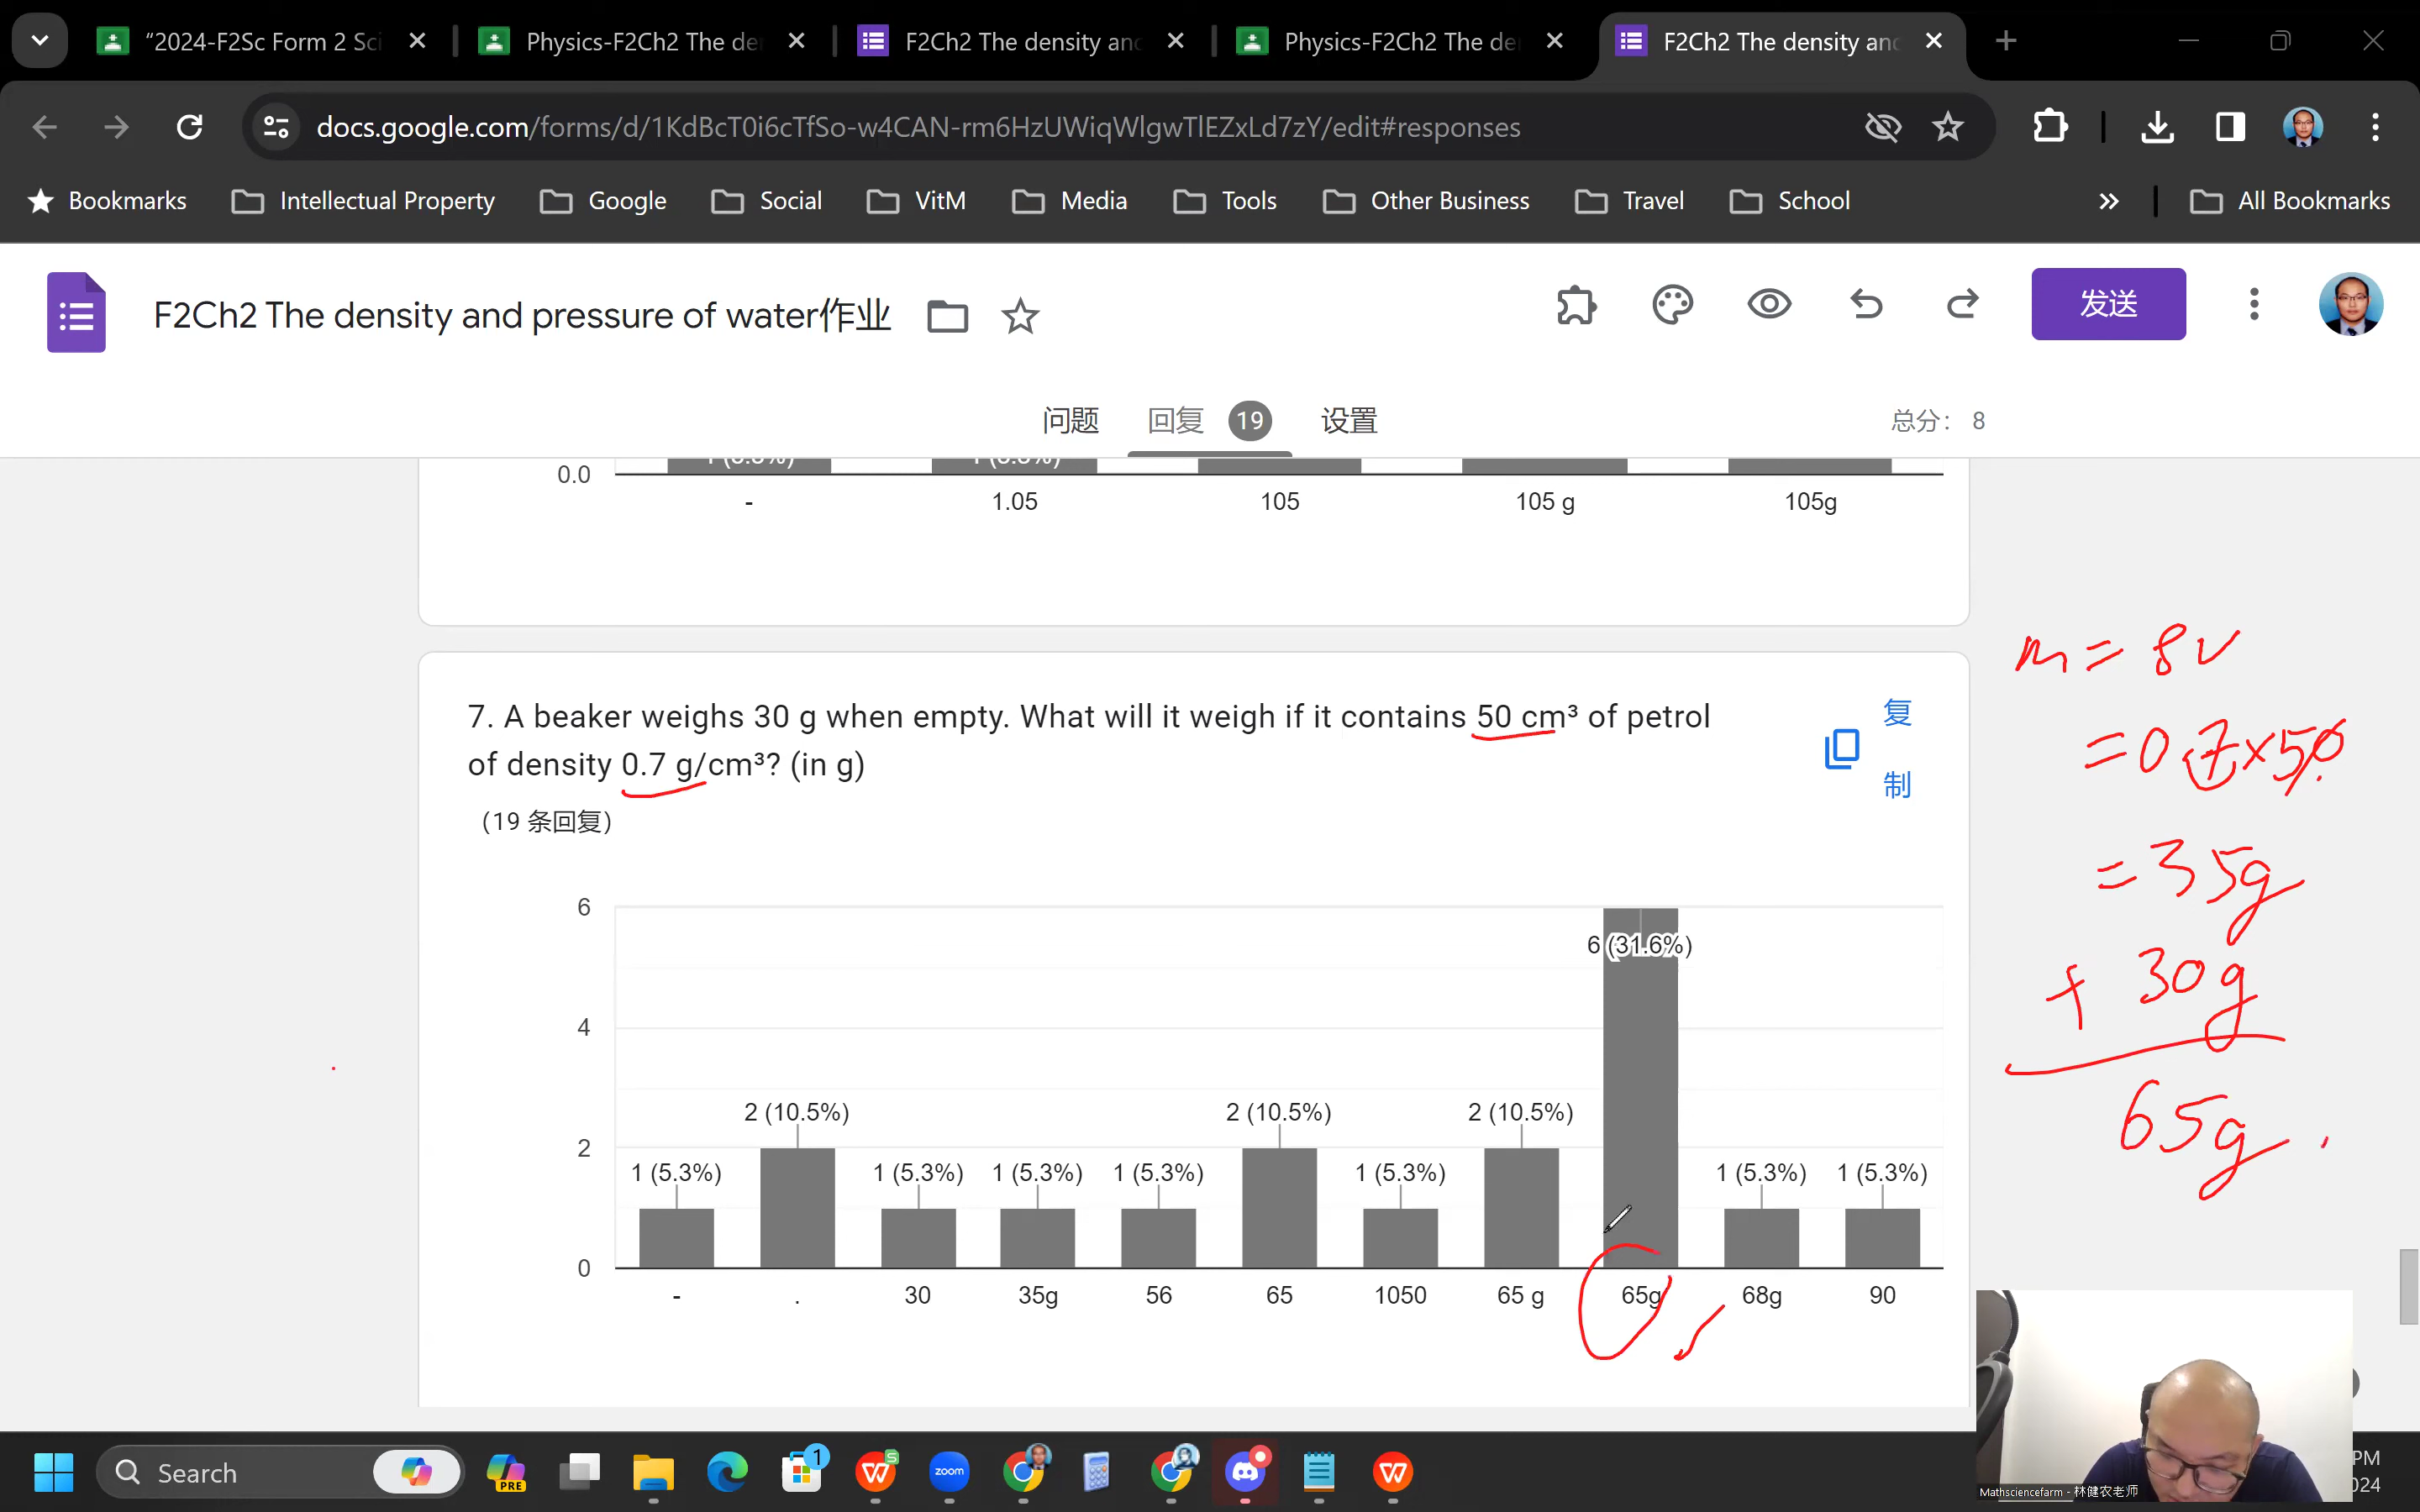 “2024-F2Sc Form 2 Sci
Physics-F2Ch2 The de
F2Ch2 The density and
Physics-F2Ch2 The de
F2Ch2 The density and
docs.google.com/forms/d/1KdBcT0i6cTfSo-w4CAN-rm6HzUWiqWlgwTlEZxLd7zY/edit#responses
Bookmarks Intellectual Property Google Social VitM Media Tools Other Business Travel School All Bookmarks
F2Ch2 The density and pressure of water作业
发送
问题 回复 19 设置
总分： 8
0.0
- 1.05 105 105 g 105g
7. A beaker weighs 30 g when empty. What will it weigh if it contains 50 cm³ of petrol
of density 0.7 g/cm³? (in g)
（19 条回复）
复
制
6
4
2
0
1 (5.3%) 2 (10.5%) 1 (5.3%) 1 (5.3%) 1 (5.3%) 2 (10.5%) 1 (5.3%) 2 (10.5%) 6 (31.6%) 1 (5.3%) 1 (5.3%)
- . 30 35g 56 65 1050 65 g 65g 68g 90
m = ρv
= 0.7×50
= 35g
+ 30g
65g
Mathsciencefarm - 林健农老师
Search
PRE
1
zoom
PM
024